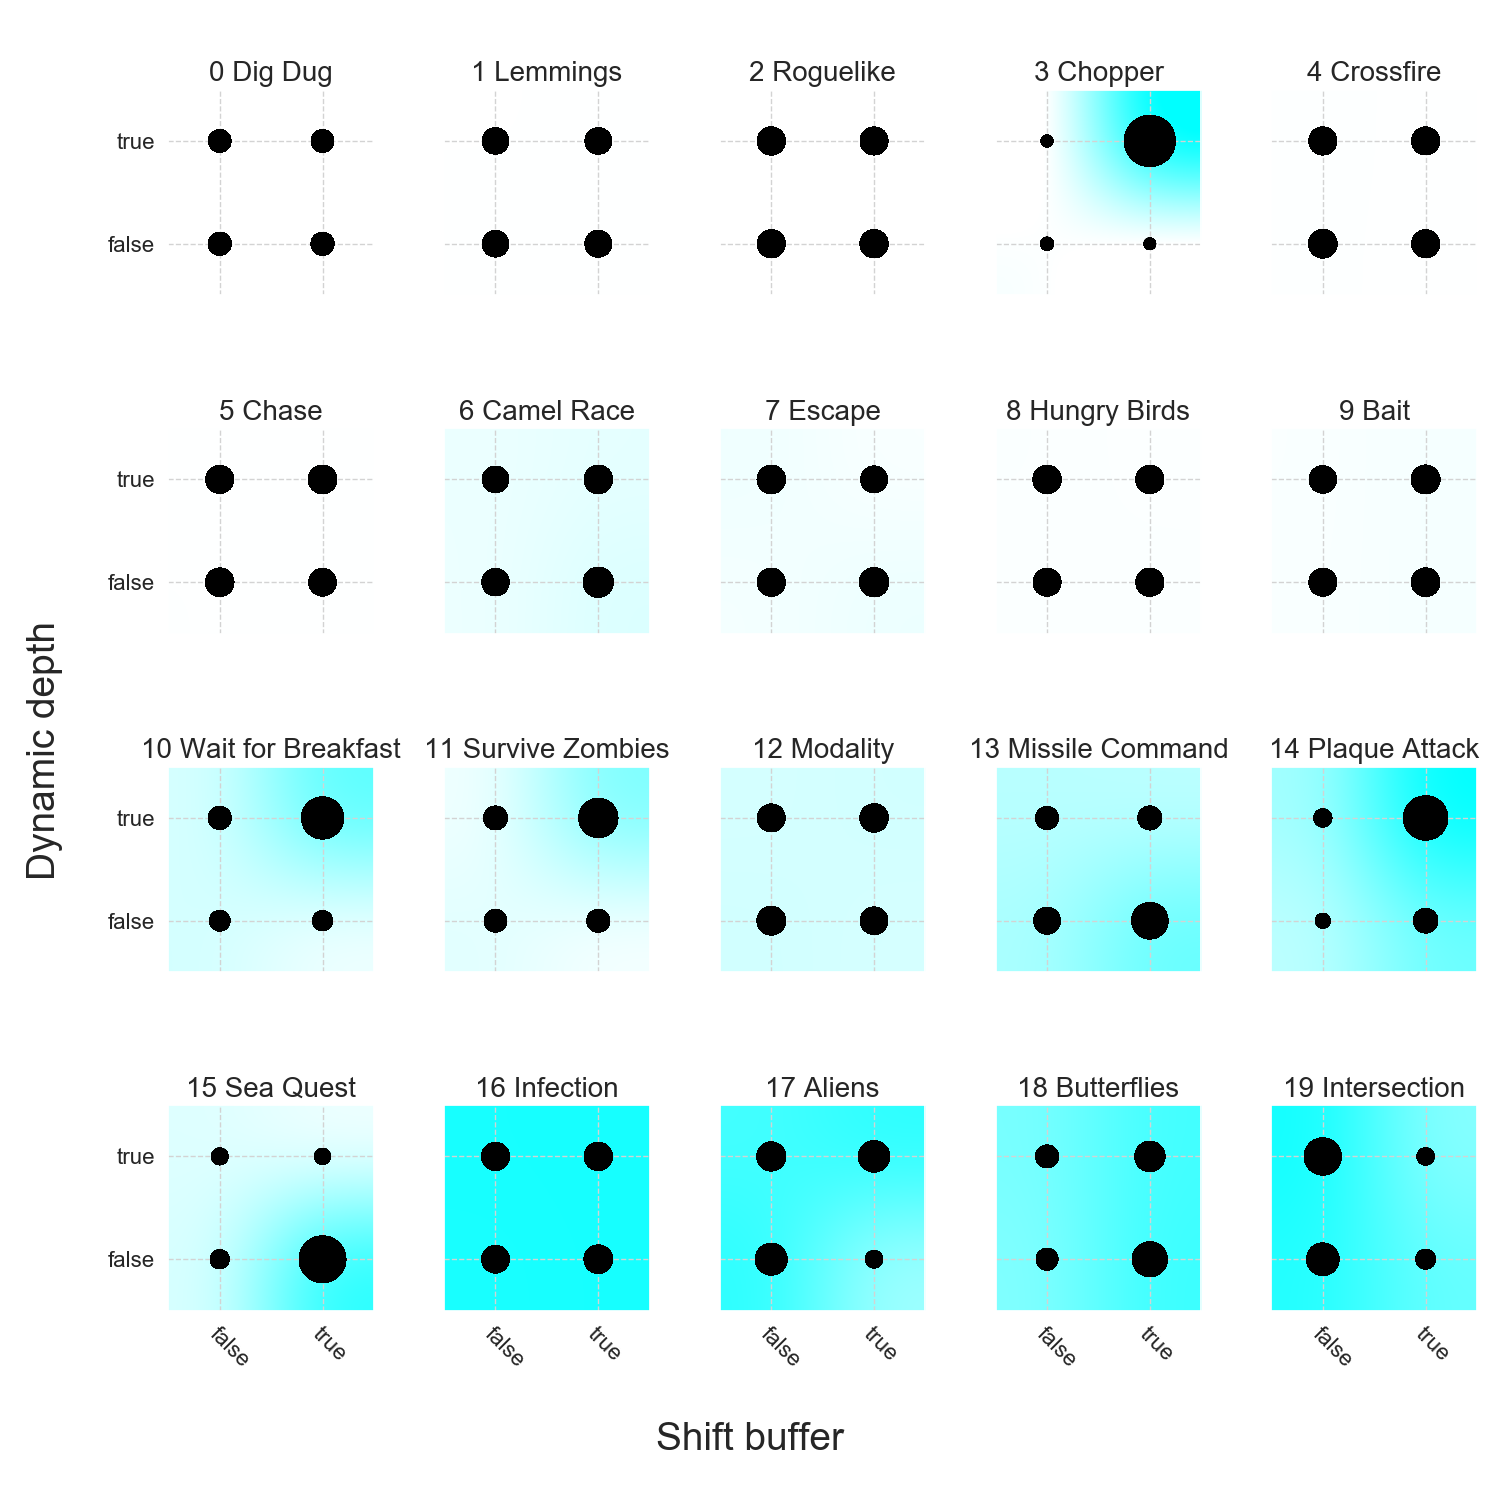 0 Dig Dug
1 Lemmings
2 Roguelike
3 Chopper
4 Crossfire
true
false
5 Chase
6 Camel Race
7 Escape
8 Hungry Birds
9 Bait
true
false
Dynamic depth
10 Wait for Breakfast
11 Survive Zombies
12 Modality
13 Missile Command
14 Plaque Attack
true
false
15 Sea Quest
16 Infection
17 Aliens
18 Butterflies
19 Intersection
true
false
false
true
false
true
false
true
false
true
false
true
Shift buffer